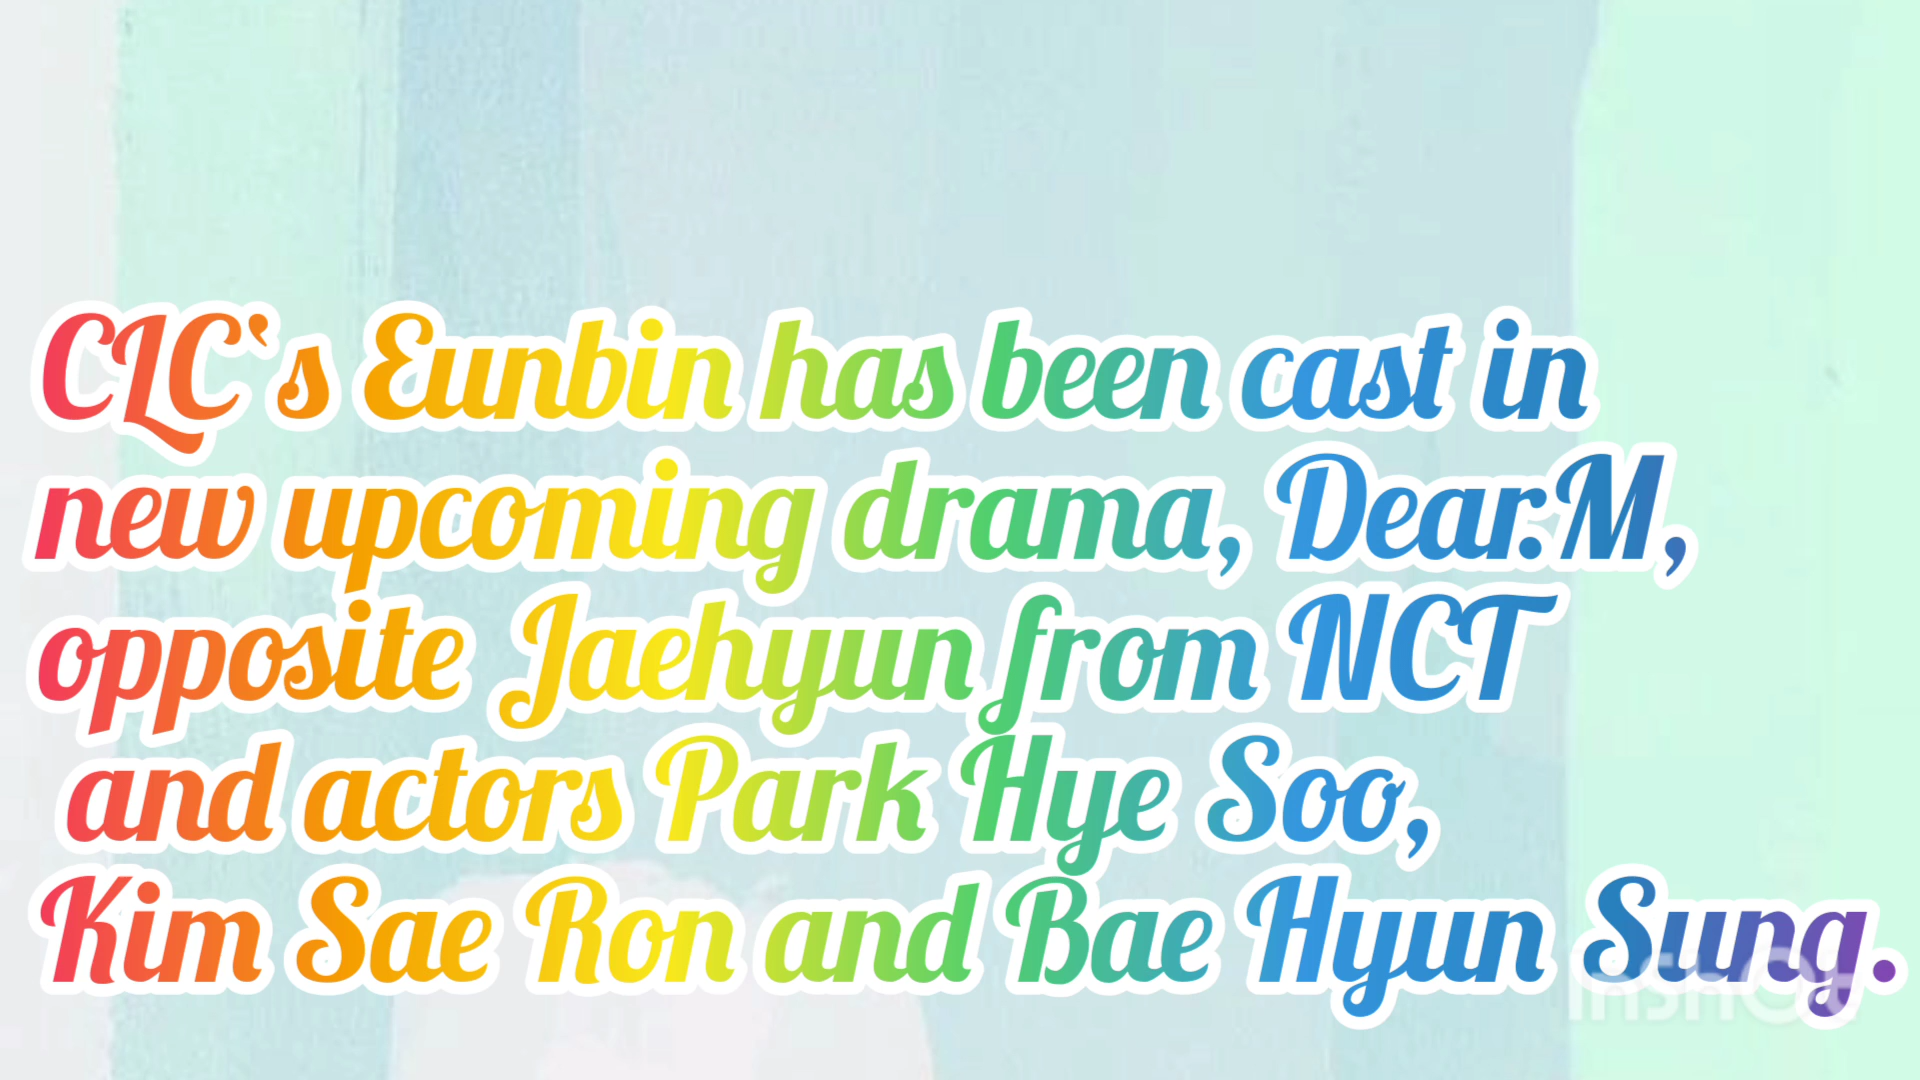 CLC's Eunbin has been cast in
new upcoming drama, Dear.M,
opposite Jaehyun from NCT
and actors Park Hye Soo,
Kim Sae Ron and Bae Hyun Sung.
InShOt